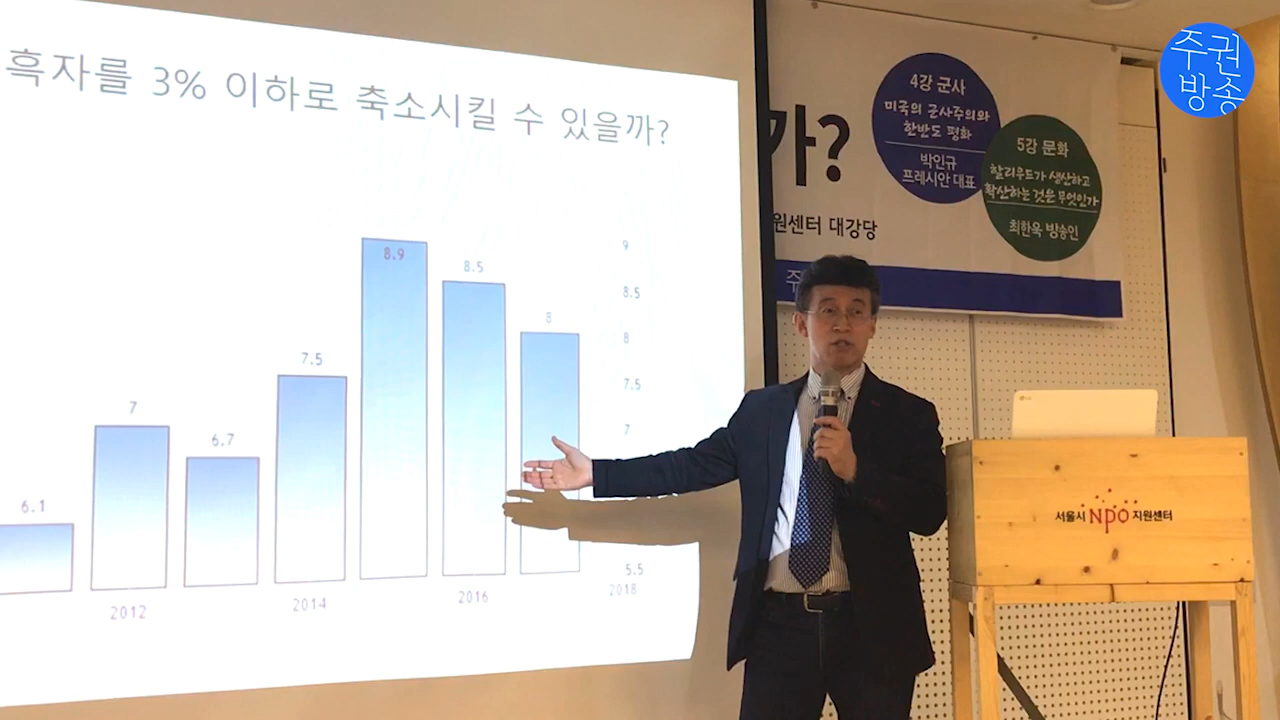 흑자를 3% 이하로 축소시킬 수 있을까?
6.1
7
6.7
7.5
8.9
8.5
8
9
8.5
8
7.5
7
5.5
2012
2014
2016
2018
가?
원센터 대강당
주
4강 군사
미국의 군사주의와
한반도 평화
박인규
프레시안 대표
5강 문화
할리우드가 생산하고
확산하는 것은 무엇인가
최한욱 방송인
주권
방송
LG
서울시 NPO 지원센터